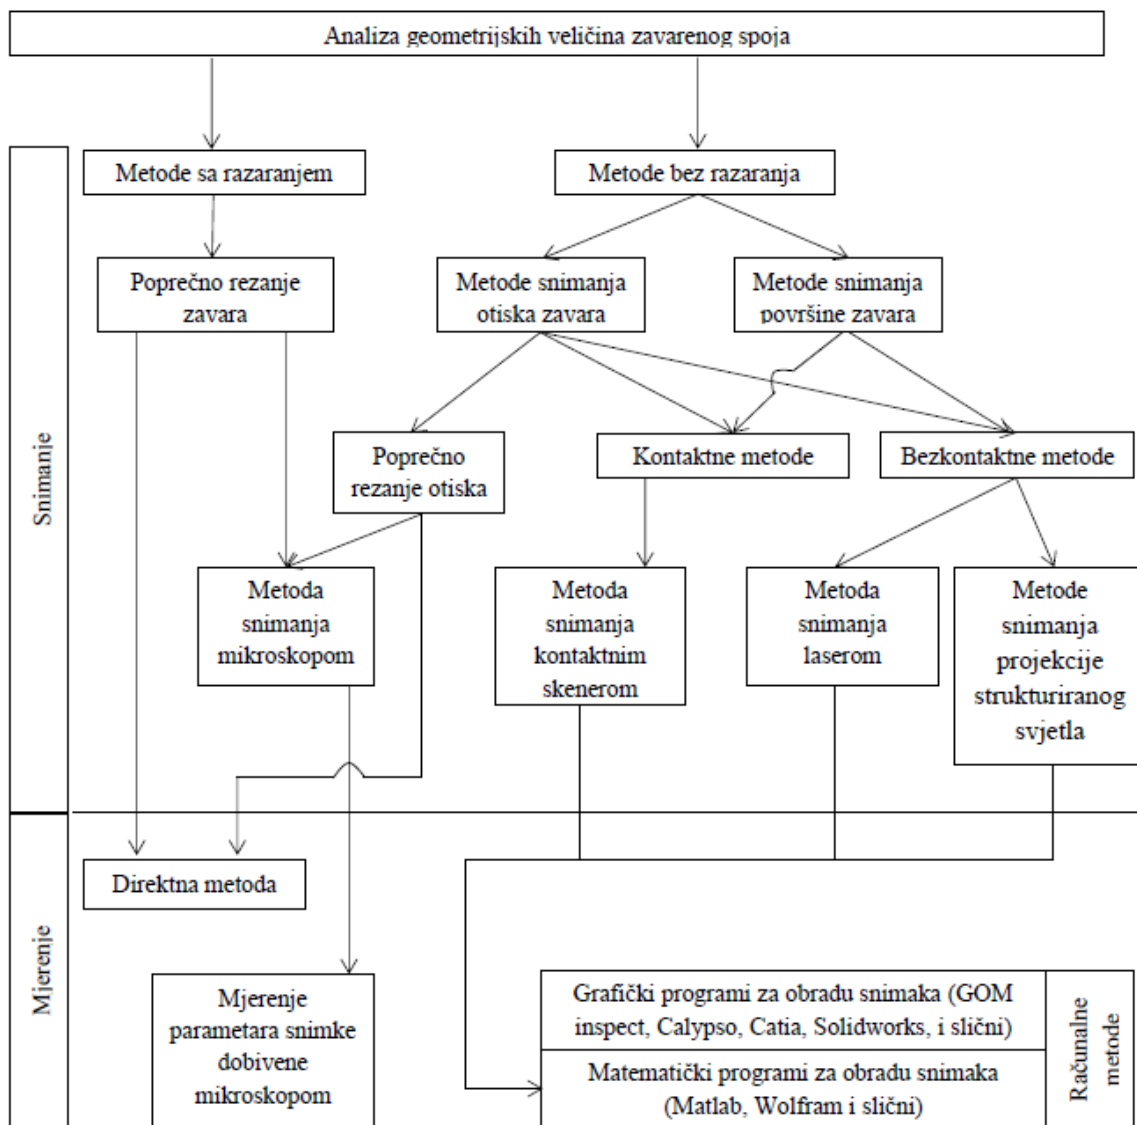 Analiza geometrijskih veličina zavarenog spoja
Snimanje
Metode sa razaranjem
Metode bez razaranja
Poprečno rezanje
zavara
Metode snimanja
otiska zavara
Metode snimanja
površine zavara
Poprečno
rezanje otiska
Kontaktne metode
Bezkontaktne metode
Metoda
snimanja
mikroskopom
Metoda
snimanja
kontaktnim
skenerom
Metoda
snimanja
laserom
Metode
snimanja
projekcije
strukturiranog
svjetla
Mjerenje
Direktna metoda
Mjerenje
parametara snimke
dobivene
mikroskopom
Grafički programi za obradu snimaka (GOM
inspect, Calypso, Catia, Solidworks, i slični)
Matematički programi za obradu snimaka
(Matlab, Wolfram i slični)
Računalne
metode